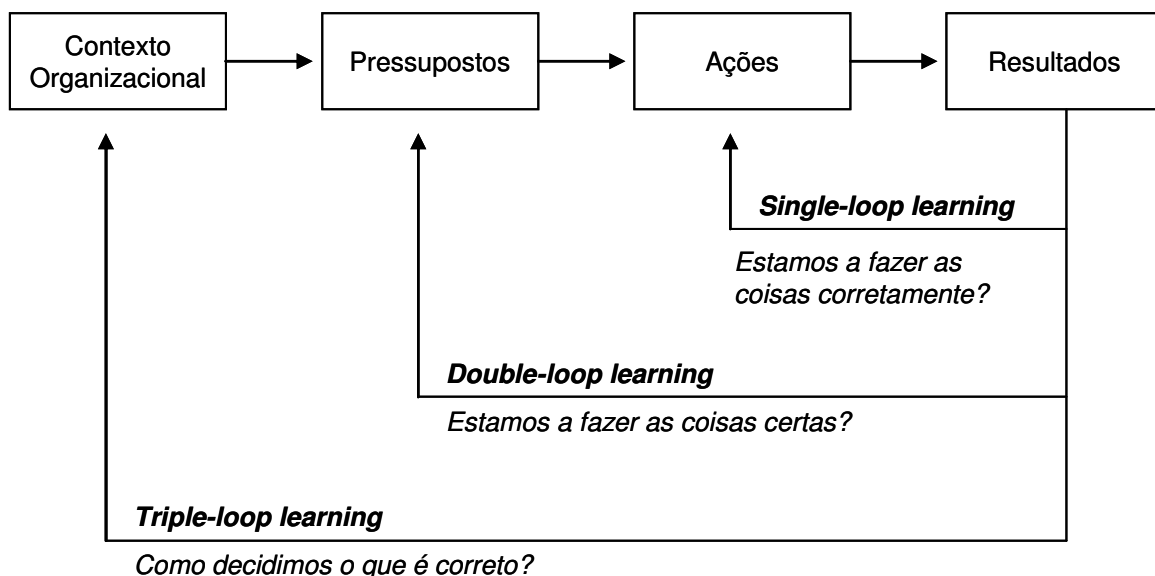 Contexto
Organizacional
Pressupostos
Ações
Resultados
Single-loop learning
Estamos a fazer as
coisas corretamente?
Double-loop learning
Estamos a fazer as coisas certas?
Triple-loop learning
Como decidimos o que é correto?